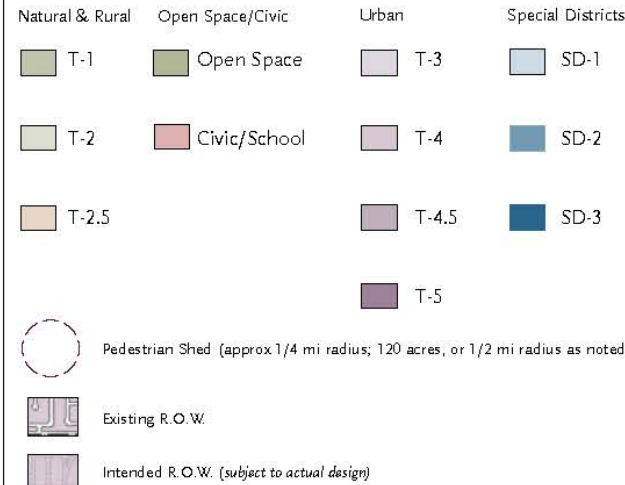 Natural & Rural Open Space/Civic Urban Special Districts
T-1 Open Space T-3 SD-1
T-2 Civic/School T-4 SD-2
T-2.5 T-4.5 SD-3
T-5
Pedestrian Shed (approx 1/4 mi radius; 120 acres, or 1/2 mi radius as noted
Existing R.O.W.
Intended R.O.W. (subject to actual design)